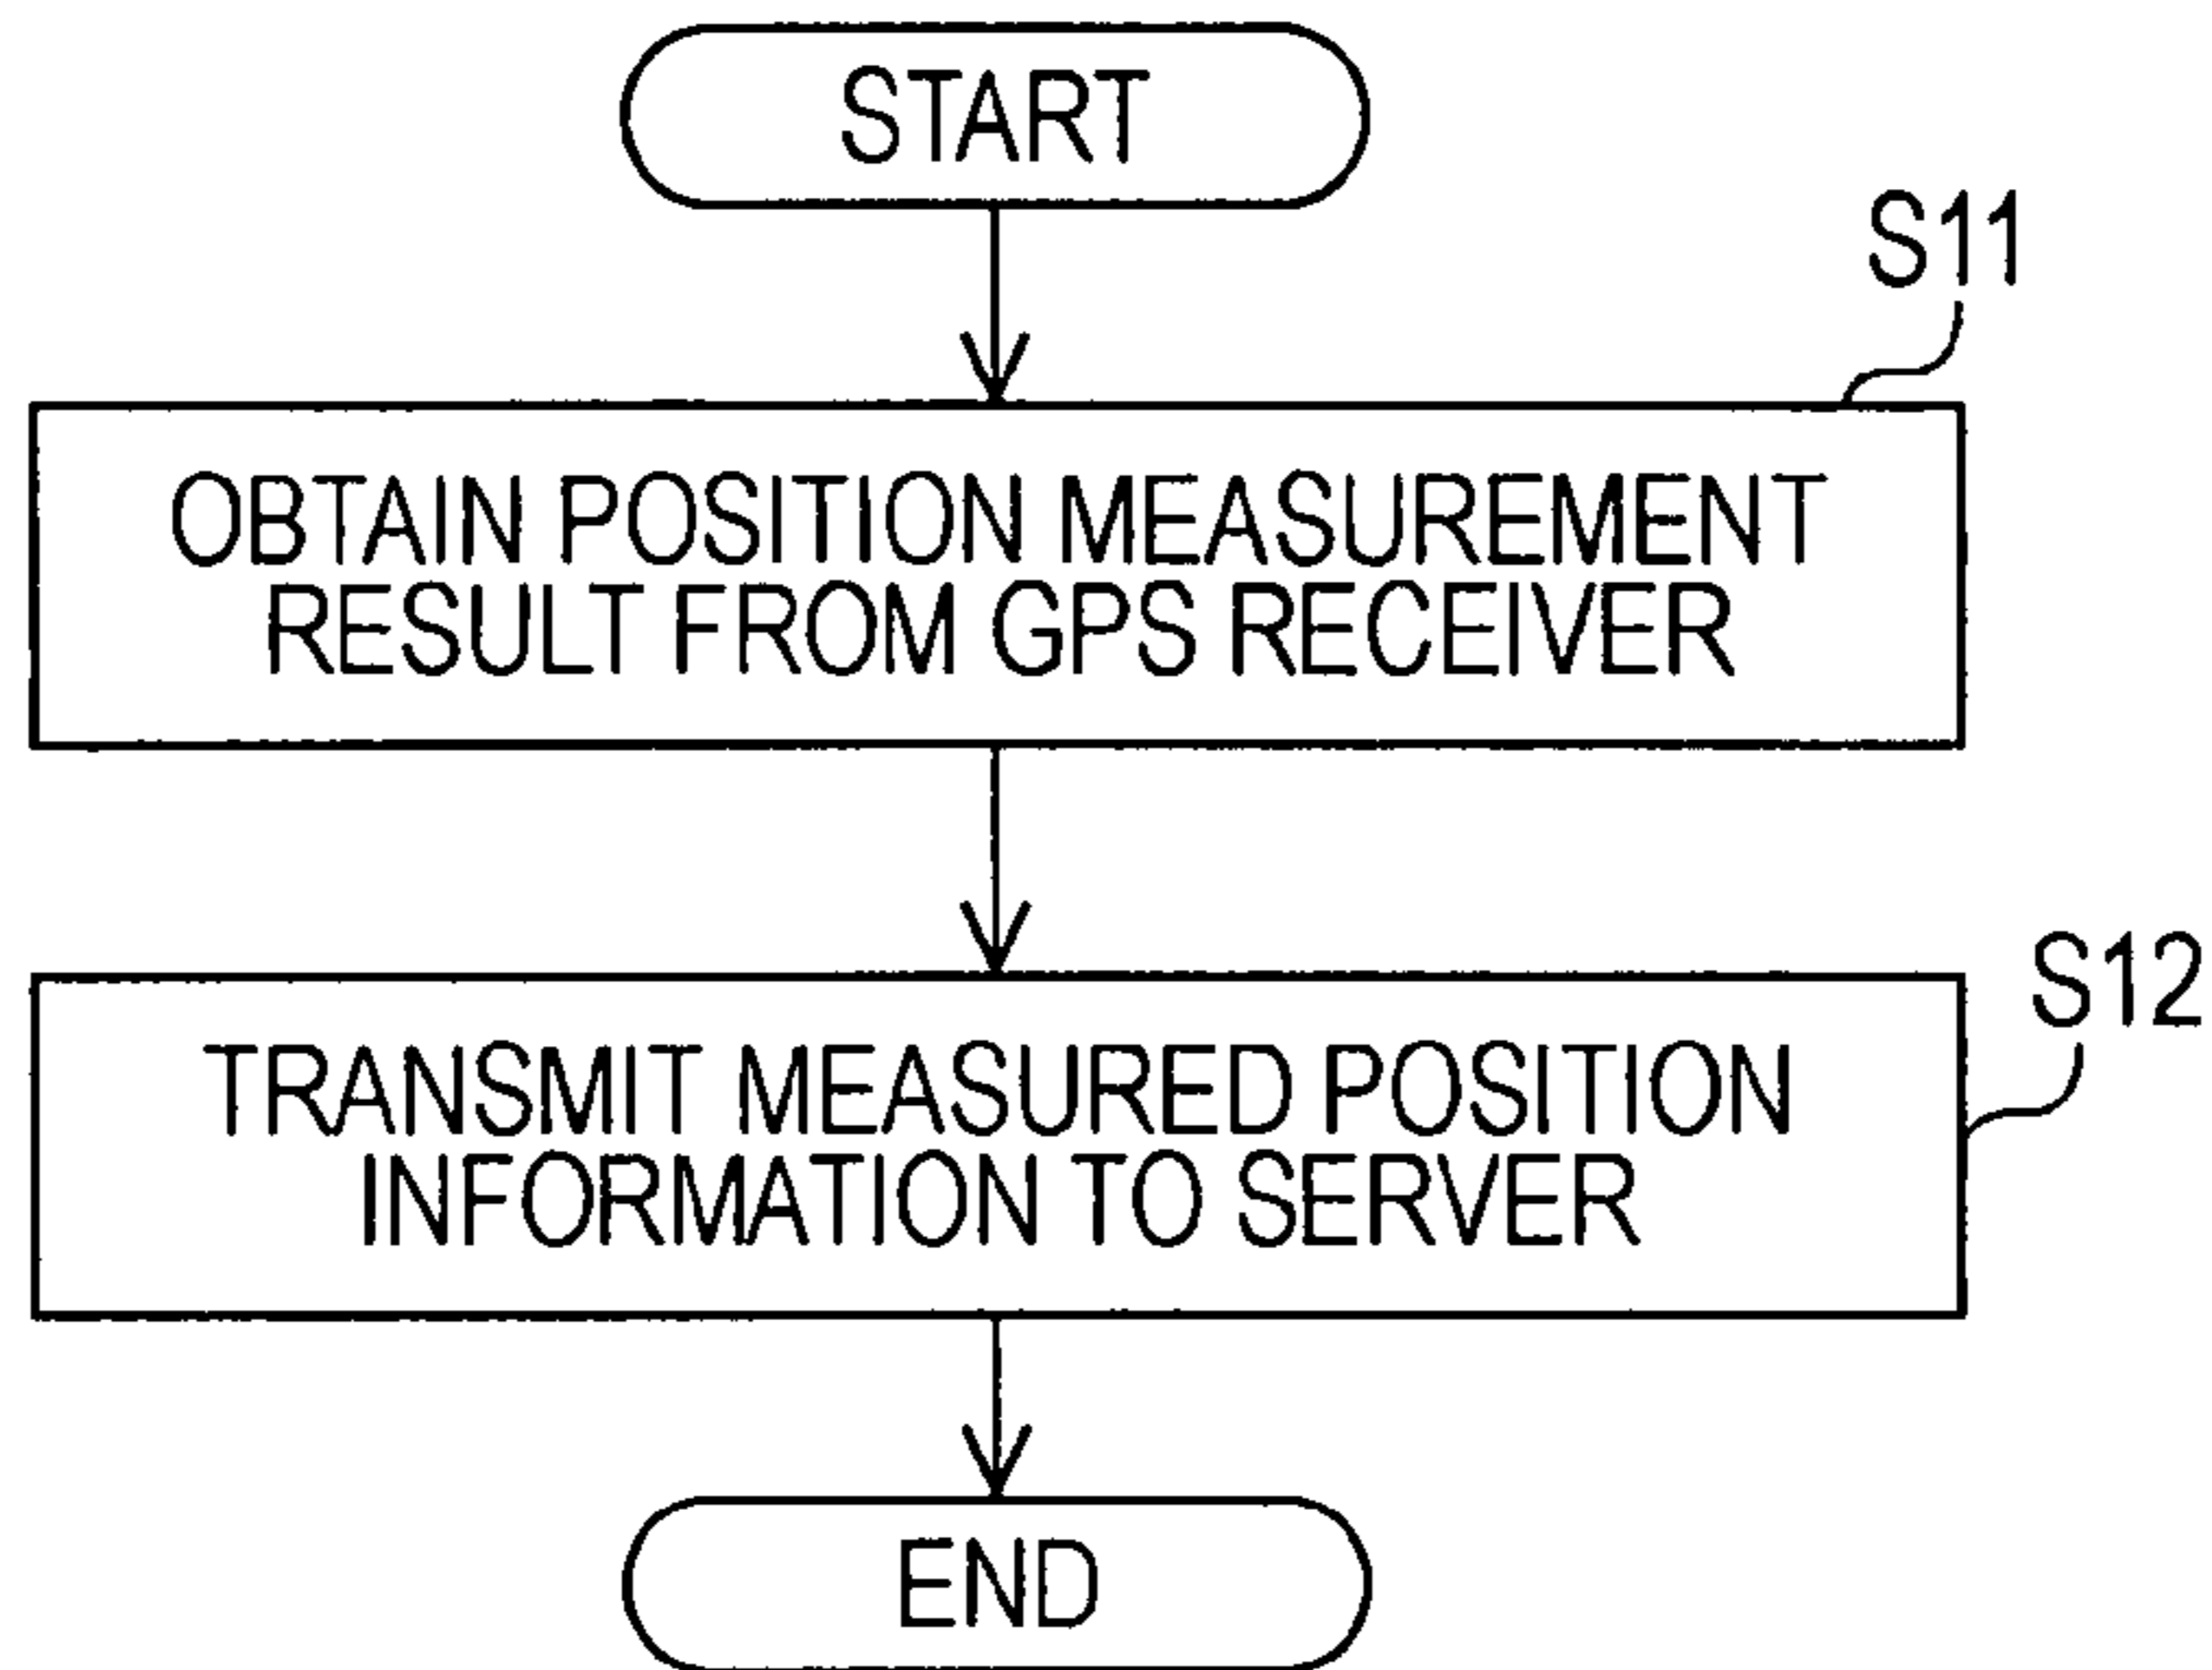 START
S11
OBTAIN POSITION MEASUREMENT
RESULT FROM GPS RECEIVER
S12
TRANSMIT MEASURED POSITION
INFORMATION TO SERVER
END